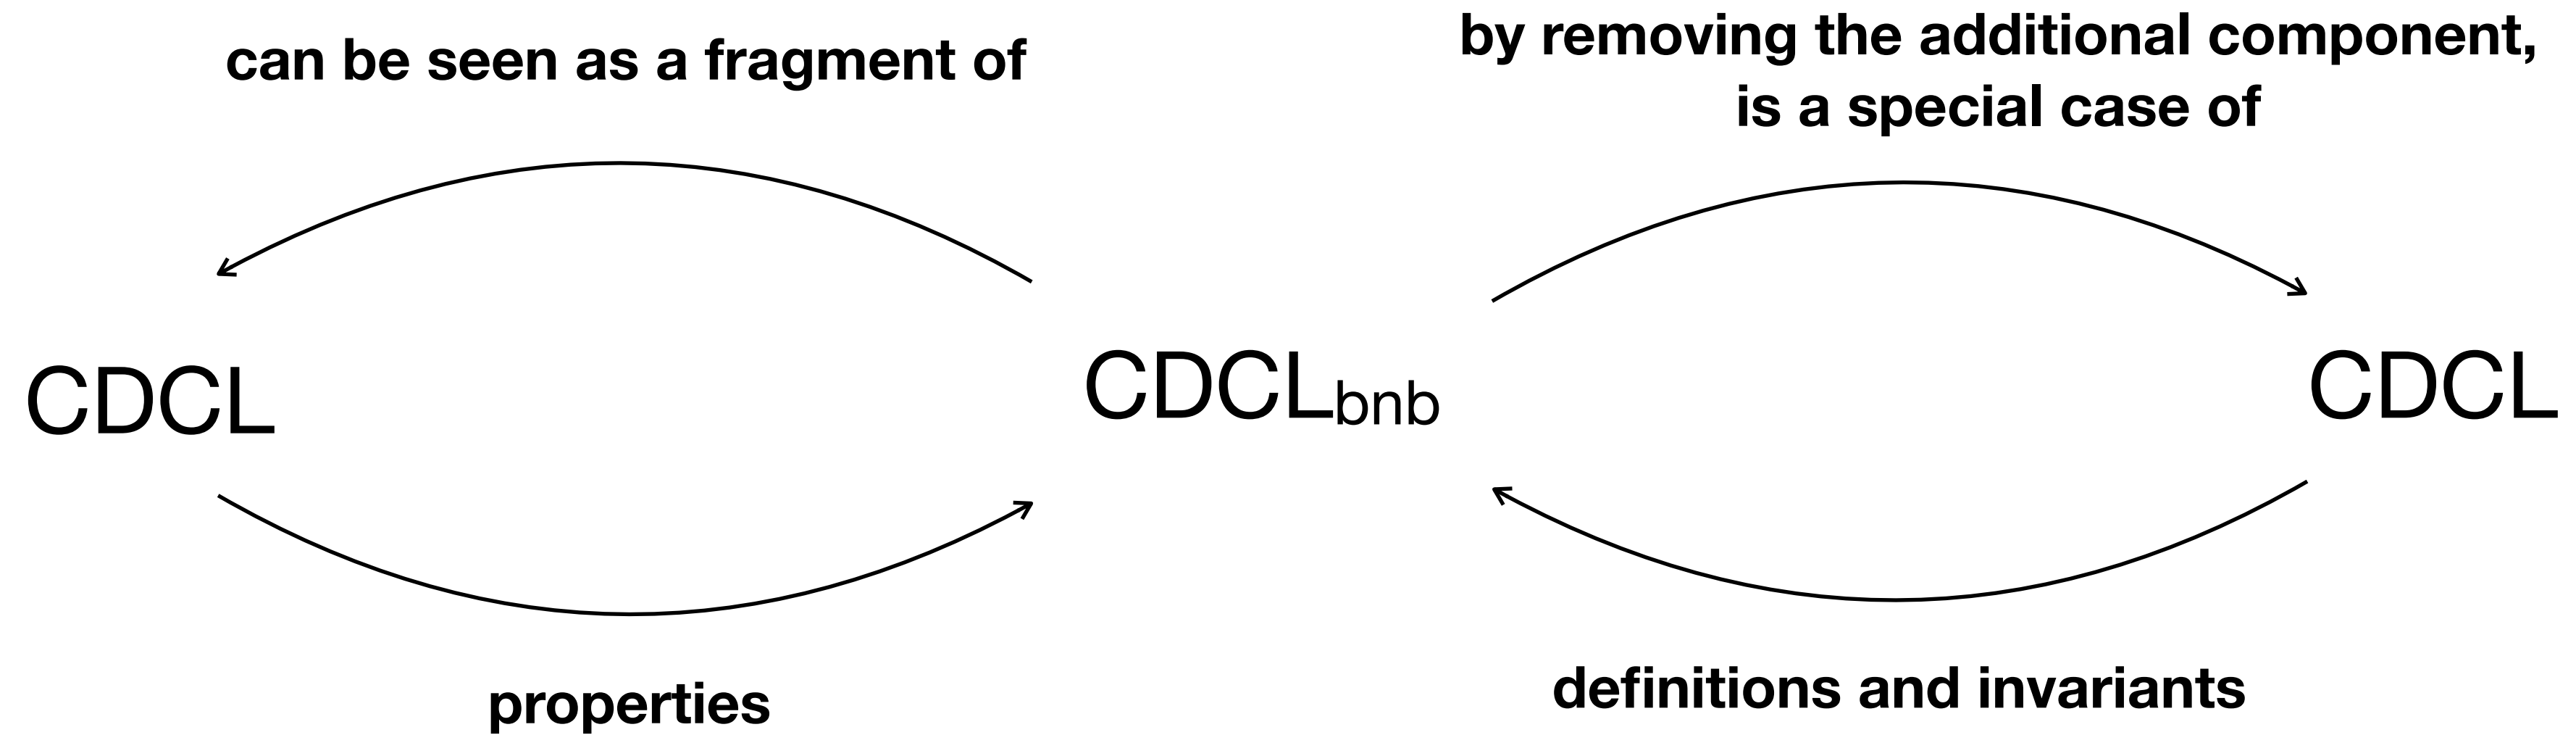 can be seen as a fragment of
by removing the additional component,
is a special case of
CDCL
CDCLbnb
CDCL
properties
definitions and invariants